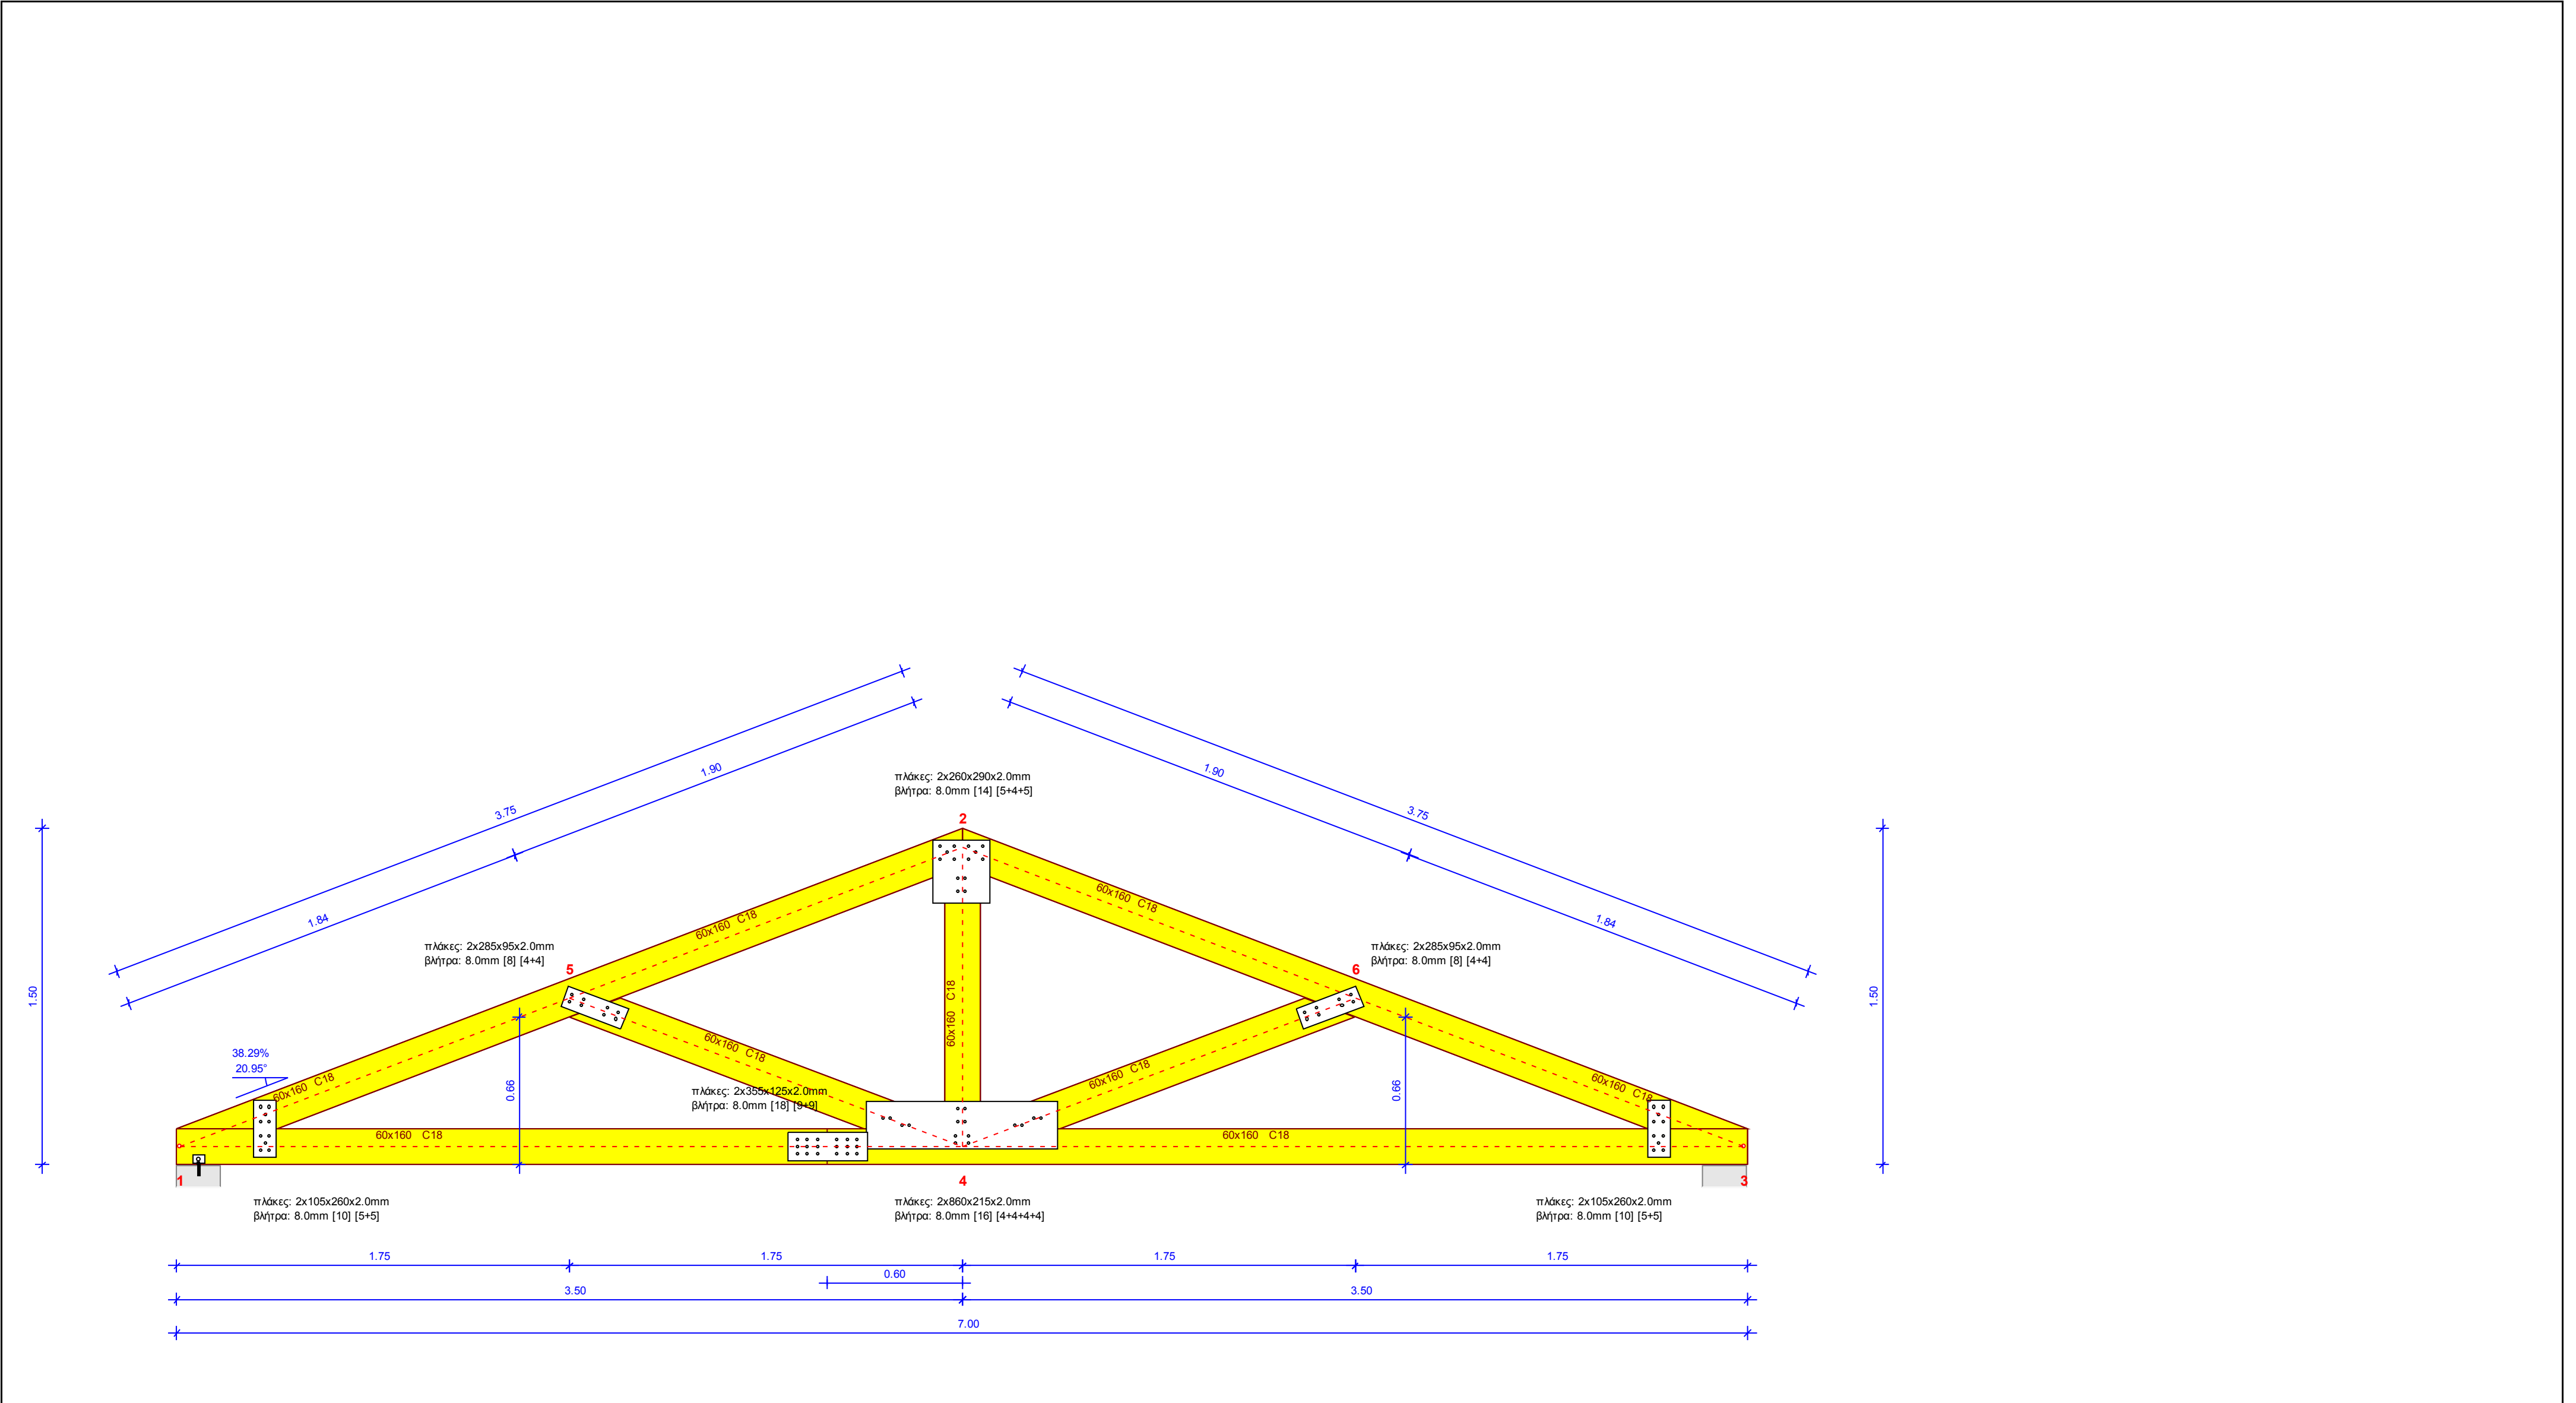 1.90
1.90
πλάκες: 2x260x290x2.0mm
βλήτρα: 8.0mm [14] [5+4+5]
3.75
3.75
2
60x160 C18
60x160 C18
1.84
1.84
πλάκες: 2x285x95x2.0mm
βλήτρα: 8.0mm [8] [4+4]
πλάκες: 2x285x95x2.0mm
βλήτρα: 8.0mm [8] [4+4]
5
6
1.50
60x160 C18
1.50
38.29%
20.95°
60x160 C18
60x160 C18
60x160 C18
60x160 C18
0.66
0.66
πλάκες: 2x355x125x2.0mm
βλήτρα: 8.0mm [18] [9+9]
60x160 C18
60x160 C18
1
4
3
πλάκες: 2x105x260x2.0mm
βλήτρα: 8.0mm [10] [5+5]
πλάκες: 2x860x215x2.0mm
βλήτρα: 8.0mm [16] [4+4+4+4]
πλάκες: 2x105x260x2.0mm
βλήτρα: 8.0mm [10] [5+5]
1.75
1.75
1.75
1.75
0.60
3.50
3.50
7.00